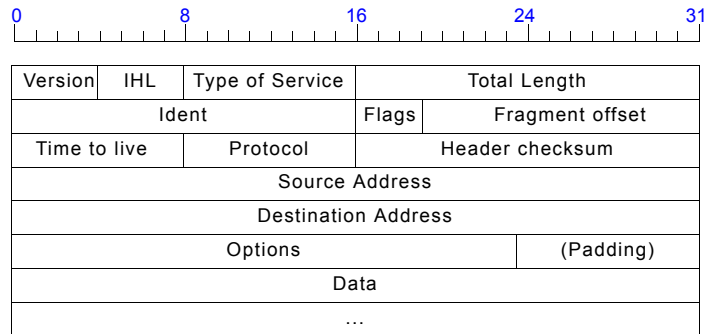 0 8 16 24 31
Version IHL Type of Service Total Length
Ident Flags Fragment offset
Time to live Protocol Header checksum
Source Address
Destination Address
Options (Padding)
Data
...